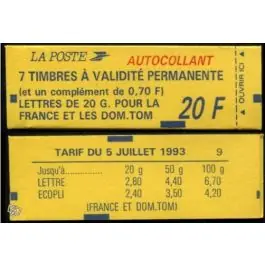 LA POSTE
AUTOCOLLANT
7 TIMBRES À VALIDITÉ PERMANENTE
(et un complément de 0,70 F)
LETTRES DE 20 G. POUR LA
FRANCE ET LES DOM.TOM
20 F
OUVRIR ICI
TARIF DU 5 JUILLET 1993 9
Jusqu'à... 20 g 50 g 100 g
LETTRE 2,80 4,40 6,70
ECOPLI 2,40 3,50 4,20
(FRANCE ET DOM.TOM)